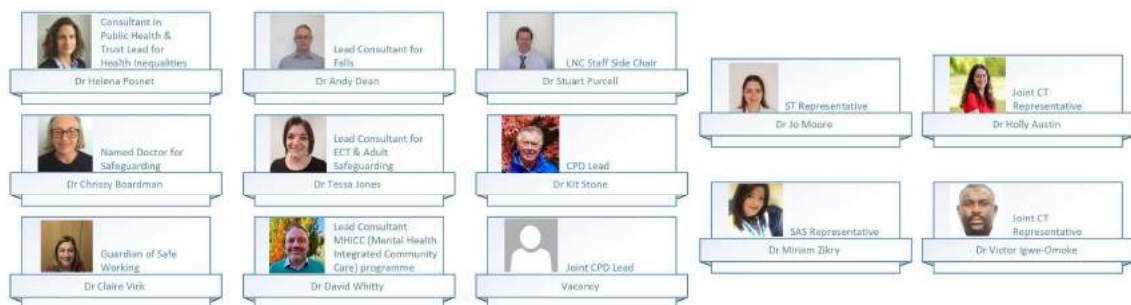 Consultant in
Public Health &
Trust Lead for
Health Inequalities
Dr Helena Posnet
Lead Consultant for
Falls
Dr Andy Dean
LNC Staff Side Chair
Dr Stuart Purcell
ST Representative
Dr Jo Moore
Joint CT
Representative
Dr Holly Austin
Named Doctor for
Safeguarding
Dr Chrissy Boardman
Lead Consultant for
ECT & Adult
Safeguarding
Dr Tessa Jones
CPD Lead
Dr Kit Stone
SAS Representative
Dr Miriam Zikry
Joint CT
Representative
Dr Victor Igwe-Omoke
Guardian of Safe
Working
Dr Claire Virk
Lead Consultant
MHICC (Mental Health
Integrated Community
Care) programme
Dr David Whitty
Joint CPD Lead
Vacancy